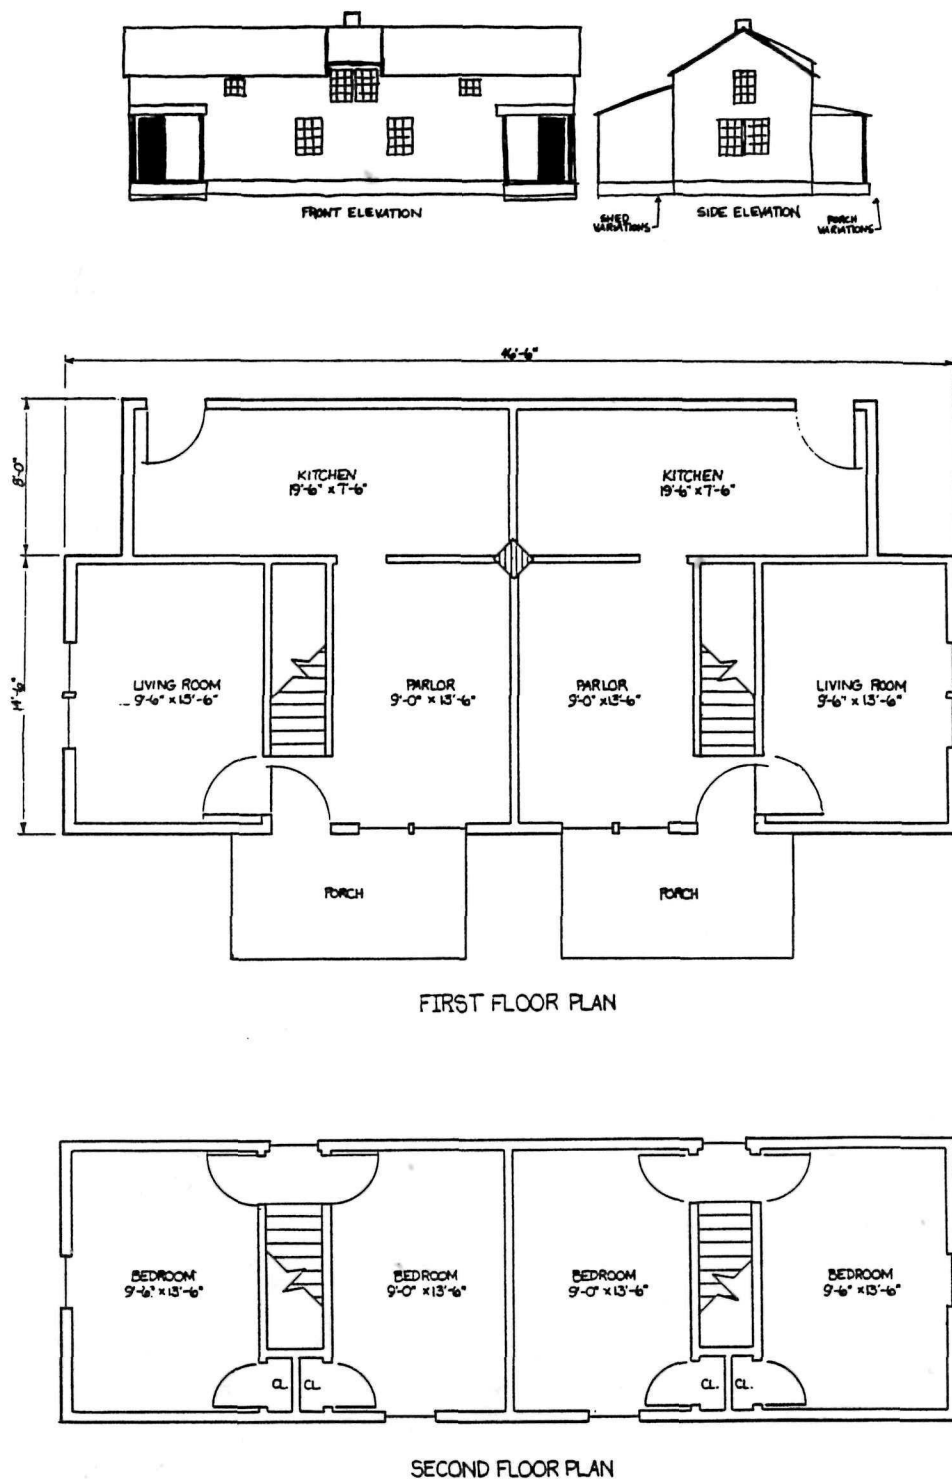 FRONT ELEVATION
SHED
VARIATIONS
SIDE ELEVATION
PORCH
VARIATIONS
46'-6"
8'-0"
KITCHEN
19'-6" x 7'-6"
KITCHEN
19'-6" x 7'-6"
14'-6"
LIVING ROOM
9'-6" x 13'-6"
PARLOR
9'-0" x 13'-6"
PARLOR
9'-0" x 13'-6"
LIVING ROOM
9'-6" x 13'-6"
PORCH
PORCH
FIRST FLOOR PLAN
BEDROOM
9'-6" x 13'-6"
BEDROOM
9'-0" x 13'-6"
BEDROOM
9'-0" x 13'-6"
BEDROOM
9'-6" x 13'-6"
CL.
CL.
CL.
CL.
SECOND FLOOR PLAN